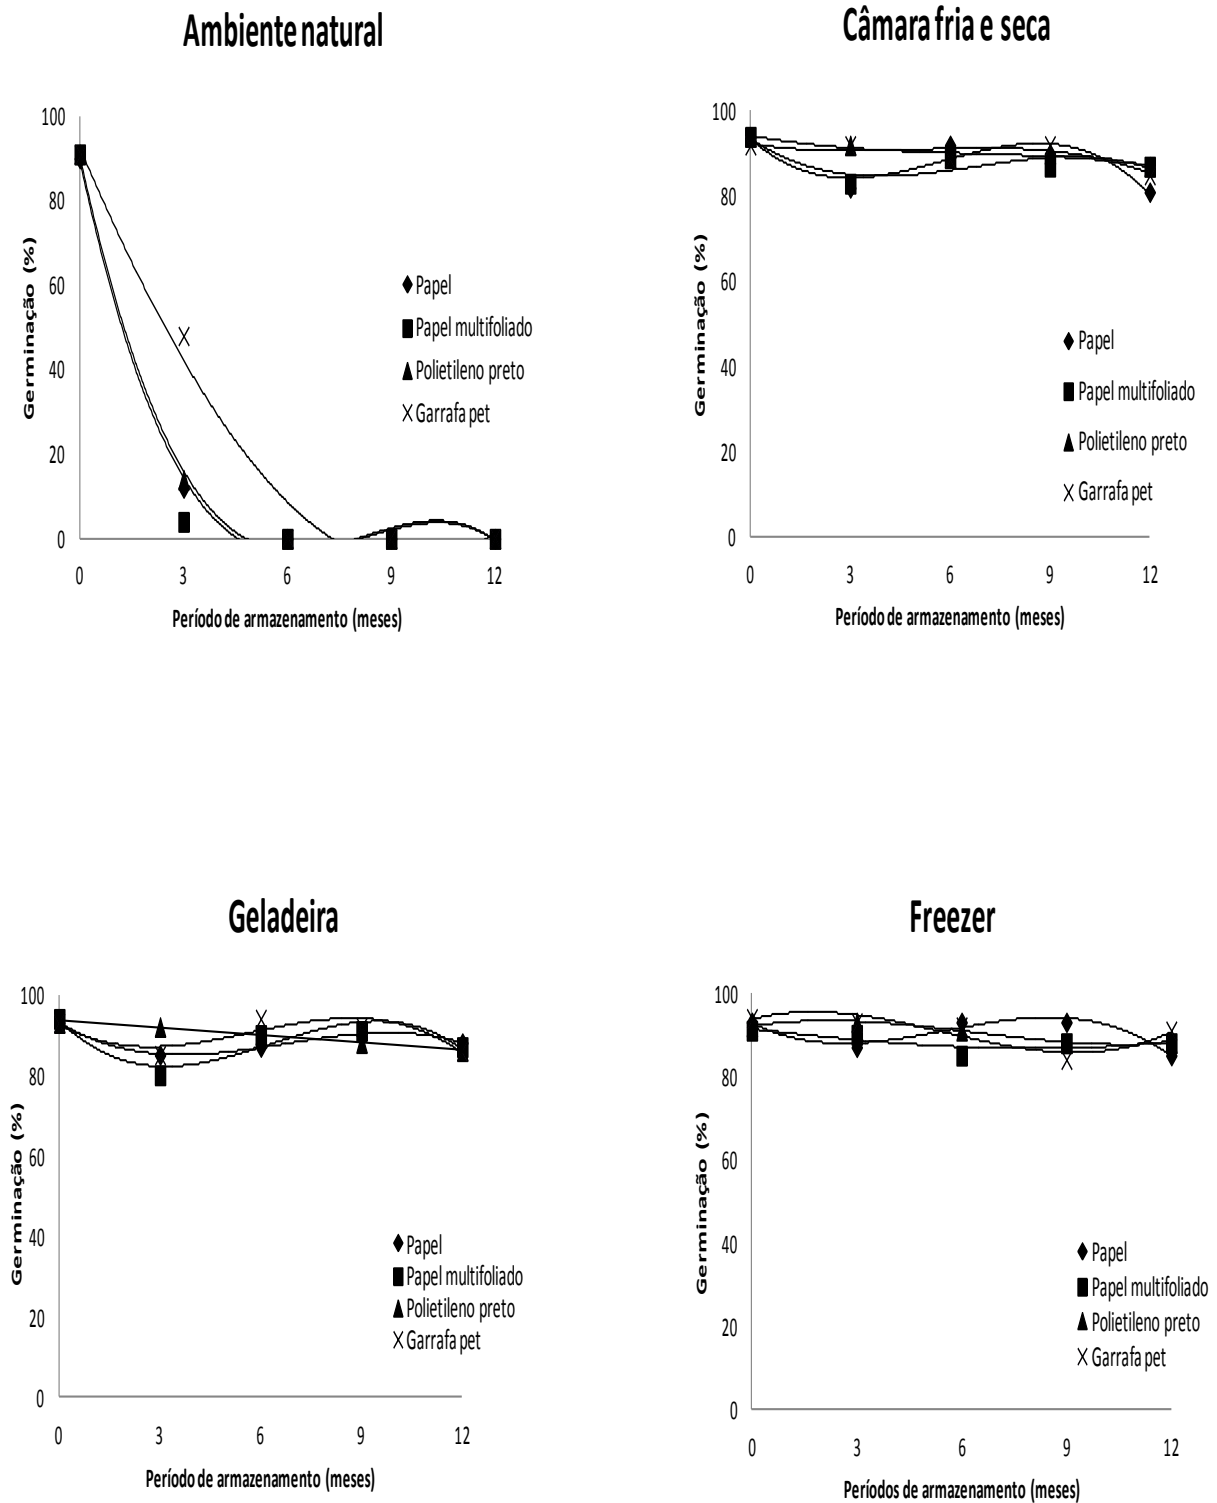 Ambiente natural
100
80
60
40
20
0
Germinação (%)
0 3 6 9 12
Período de armazenamento (meses)
Papel
Papel multifoliado
Polietileno preto
Garrafa pet
Câmara fria e seca
100
80
60
40
20
0
Germinação (%)
0 3 6 9 12
Período de armazenamento (meses)
Papel
Papel multifoliado
Polietileno preto
Garrafa pet
Geladeira
100
80
60
40
20
0
Germinação (%)
0 3 6 9 12
Período de armazenamento (meses)
Papel
Papel multifoliado
Polietileno preto
Garrafa pet
Freezer
100
80
60
40
20
0
Germinação (%)
0 3 6 9 12
Períodos de armazenamento (meses)
Papel
Papel multifoliado
Polietileno preto
Garrafa pet